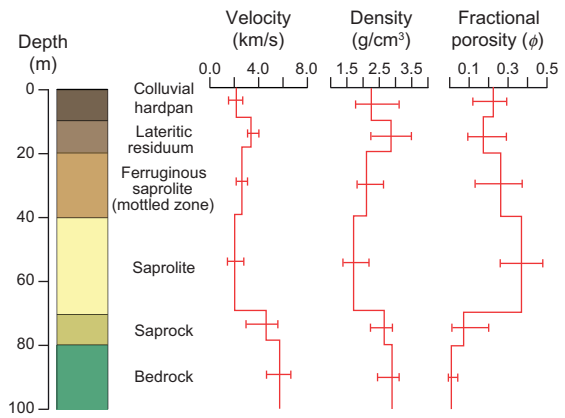 Depth
(m)
0
20
40
60
80
100
Colluvial
hardpan
Lateritic
residuum
Ferruginous
saprolite
(mottled zone)
Saprolite
Saprock
Bedrock
Velocity
(km/s)
0.0 4.0 8.0
Density
(g/cm³)
1.5 2.5 3.5
Fractional
porosity (ϕ)
0 0.1 0.3 0.5